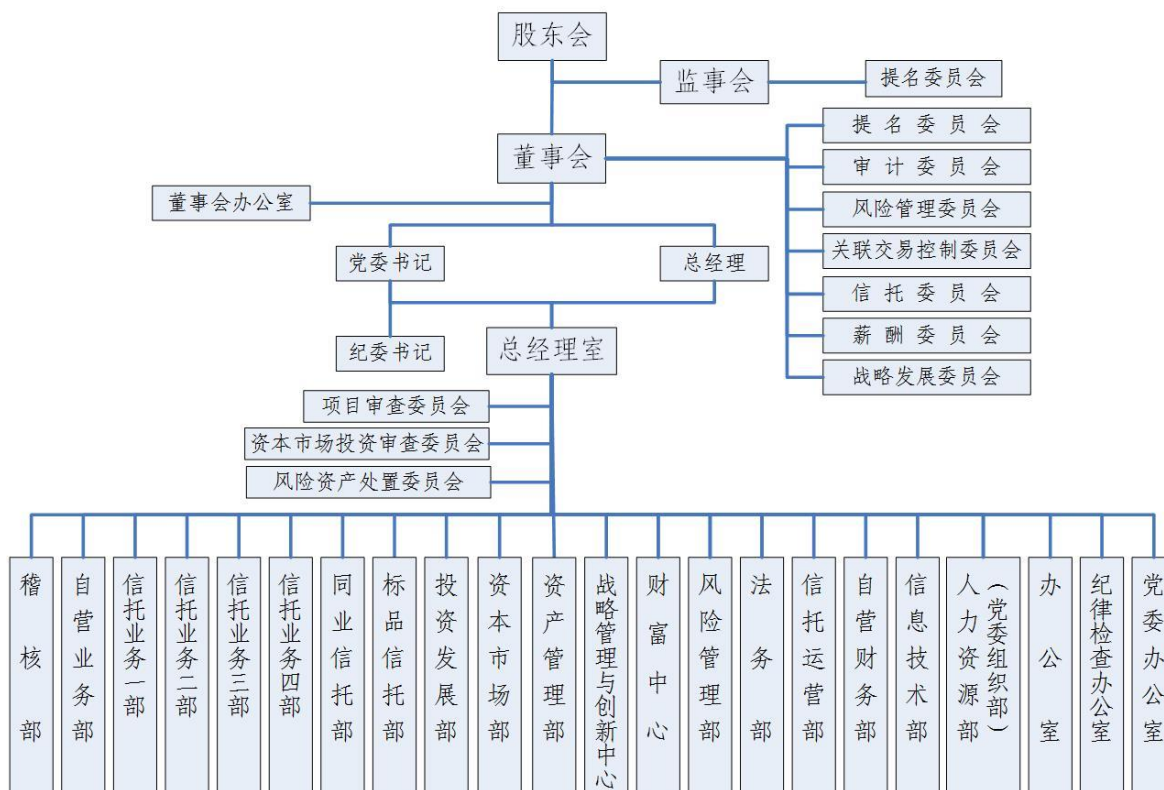 股东会
监事会
提名委员会
提名委员会
董事会
审计委员会
董事会办公室
风险管理委员会
党委书记
总经理
关联交易控制委员会
信托委员会
纪委书记
总经理室
薪酬委员会
战略发展委员会
项目审查委员会
资本市场投资审查委员会
风险资产处置委员会
稽核部
自营业务部
信托业务一部
信托业务二部
信托业务三部
信托业务四部
同业信托部
标品信托部
投资发展部
资本市场部
资产管理部
战略管理与创新中心
财富中心
风险管理部
法务部
信托运营部
自营财务部
信息技术部
人力资源部
（党委组织部）
办公室
纪律检查办公室
党委办公室